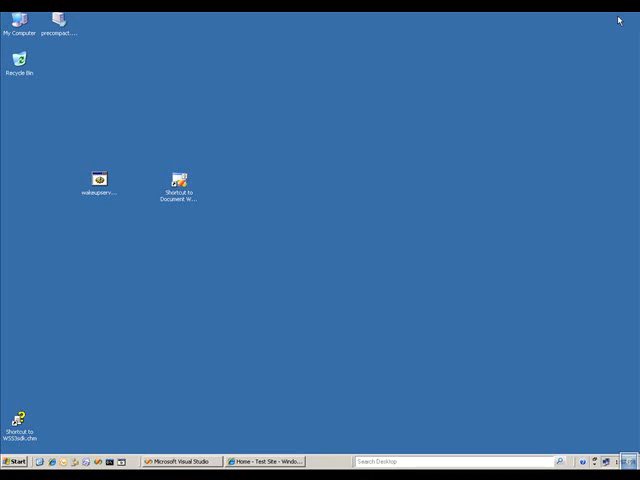 My Computer
precompact....
Recycle Bin
wakeupserv...
Shortcut to
Document W...
Shortcut to
WSS3sdk.chm
Start
Microsoft Visual Studio
Home - Test Site - Windo...
Search Desktop